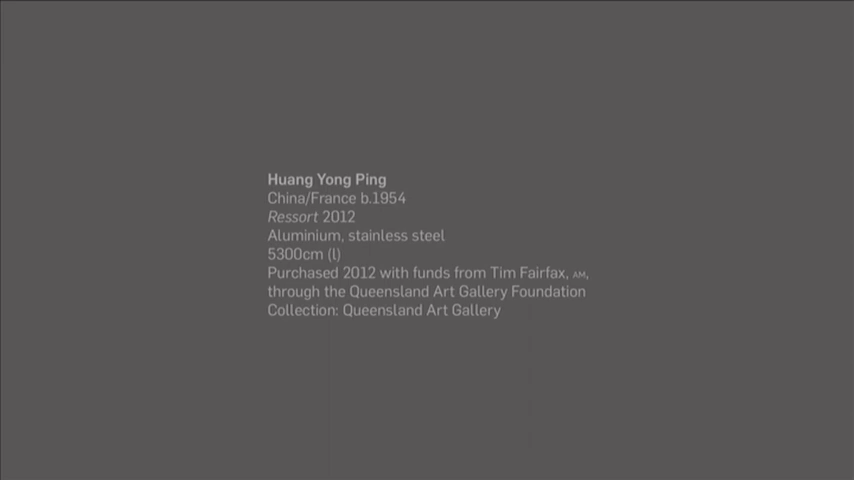 Huang Yong Ping
China/France b.1954
Ressort 2012
Aluminium, stainless steel
5300cm (l)
Purchased 2012 with funds from Tim Fairfax, AM,
through the Queensland Art Gallery Foundation
Collection: Queensland Art Gallery